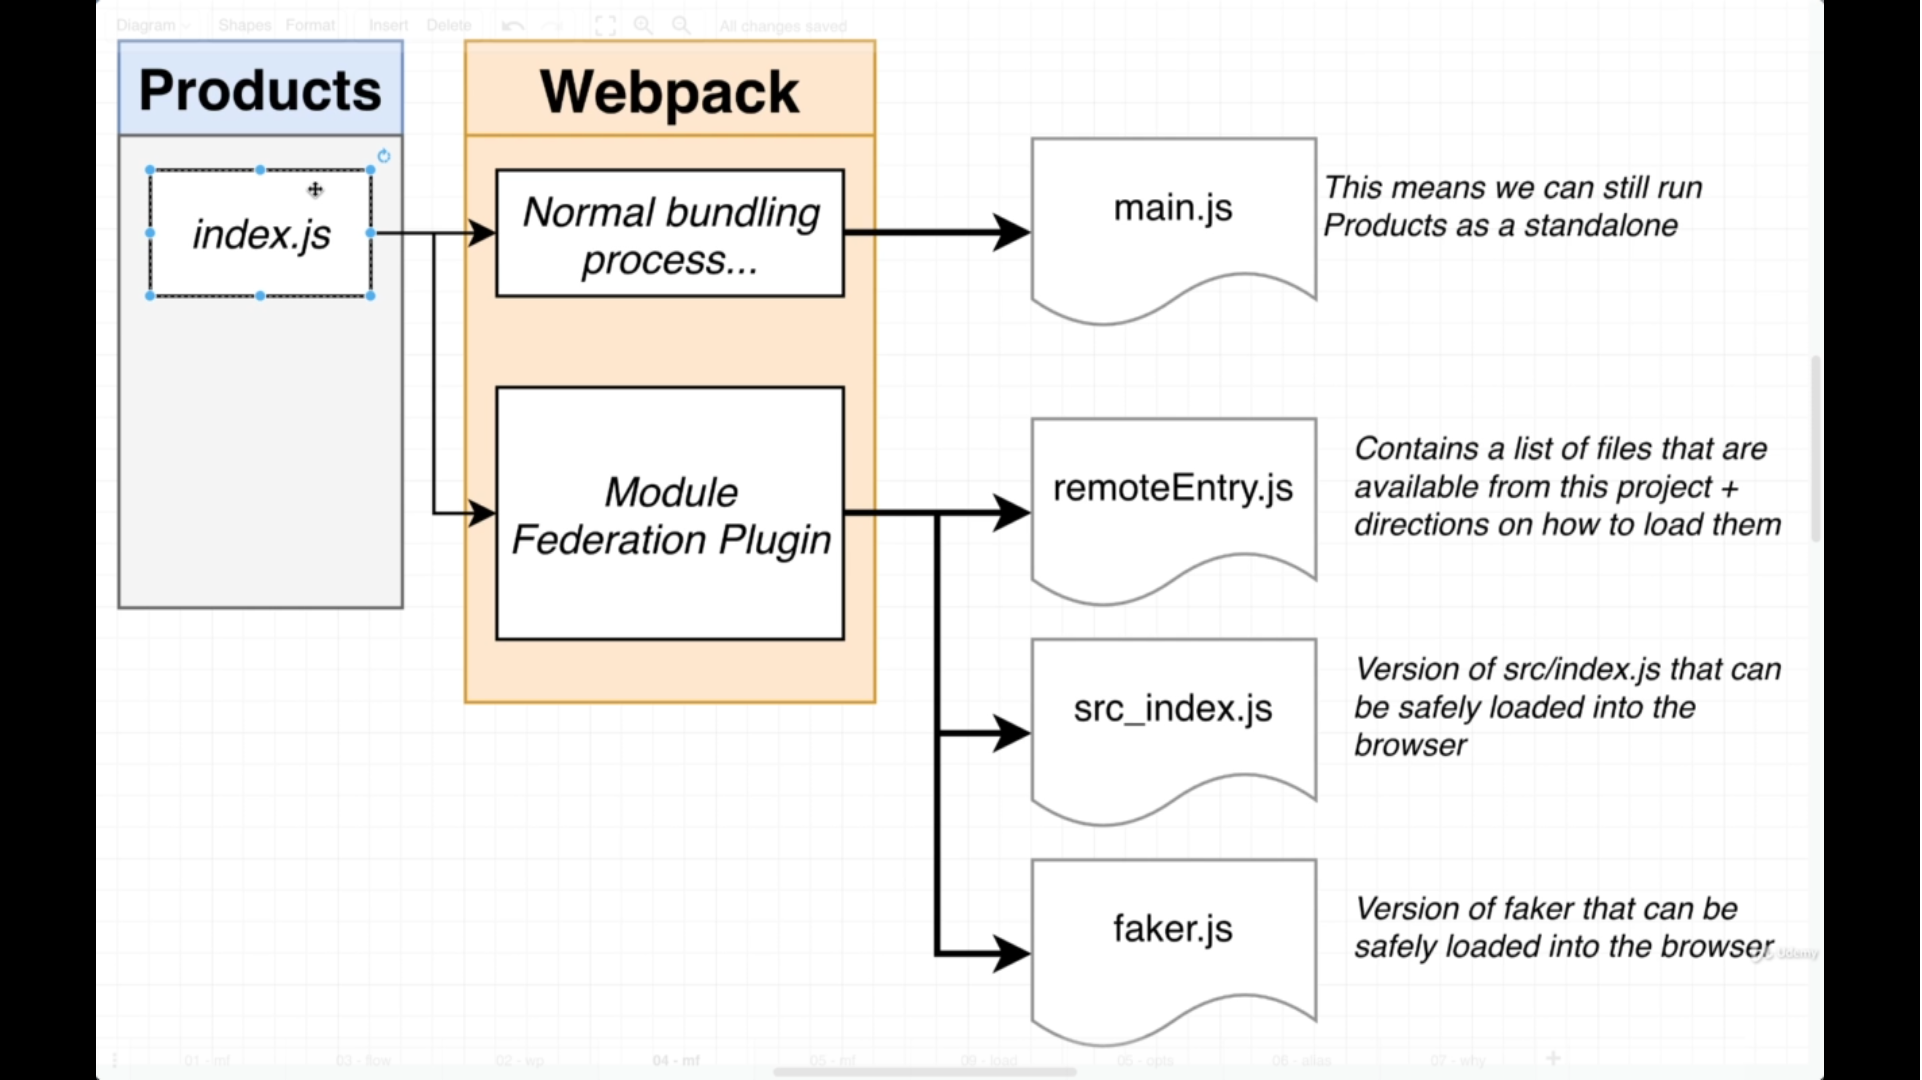 Diagram Shapes Format Insert Delete All changes saved
Products
Webpack
index.js
Normal bundling
process...
main.js
This means we can still run
Products as a standalone
Module
Federation Plugin
remoteEntry.js
Contains a list of files that are
available from this project +
directions on how to load them
src_index.js
Version of src/index.js that can
be safely loaded into the
browser
faker.js
Version of faker that can be
safely loaded into the browser
Udemy
01 - mf 03 - flow 02 - wp 04 - mf 05 - mf 09 - load 05 - opts 06 - alias 07 - why